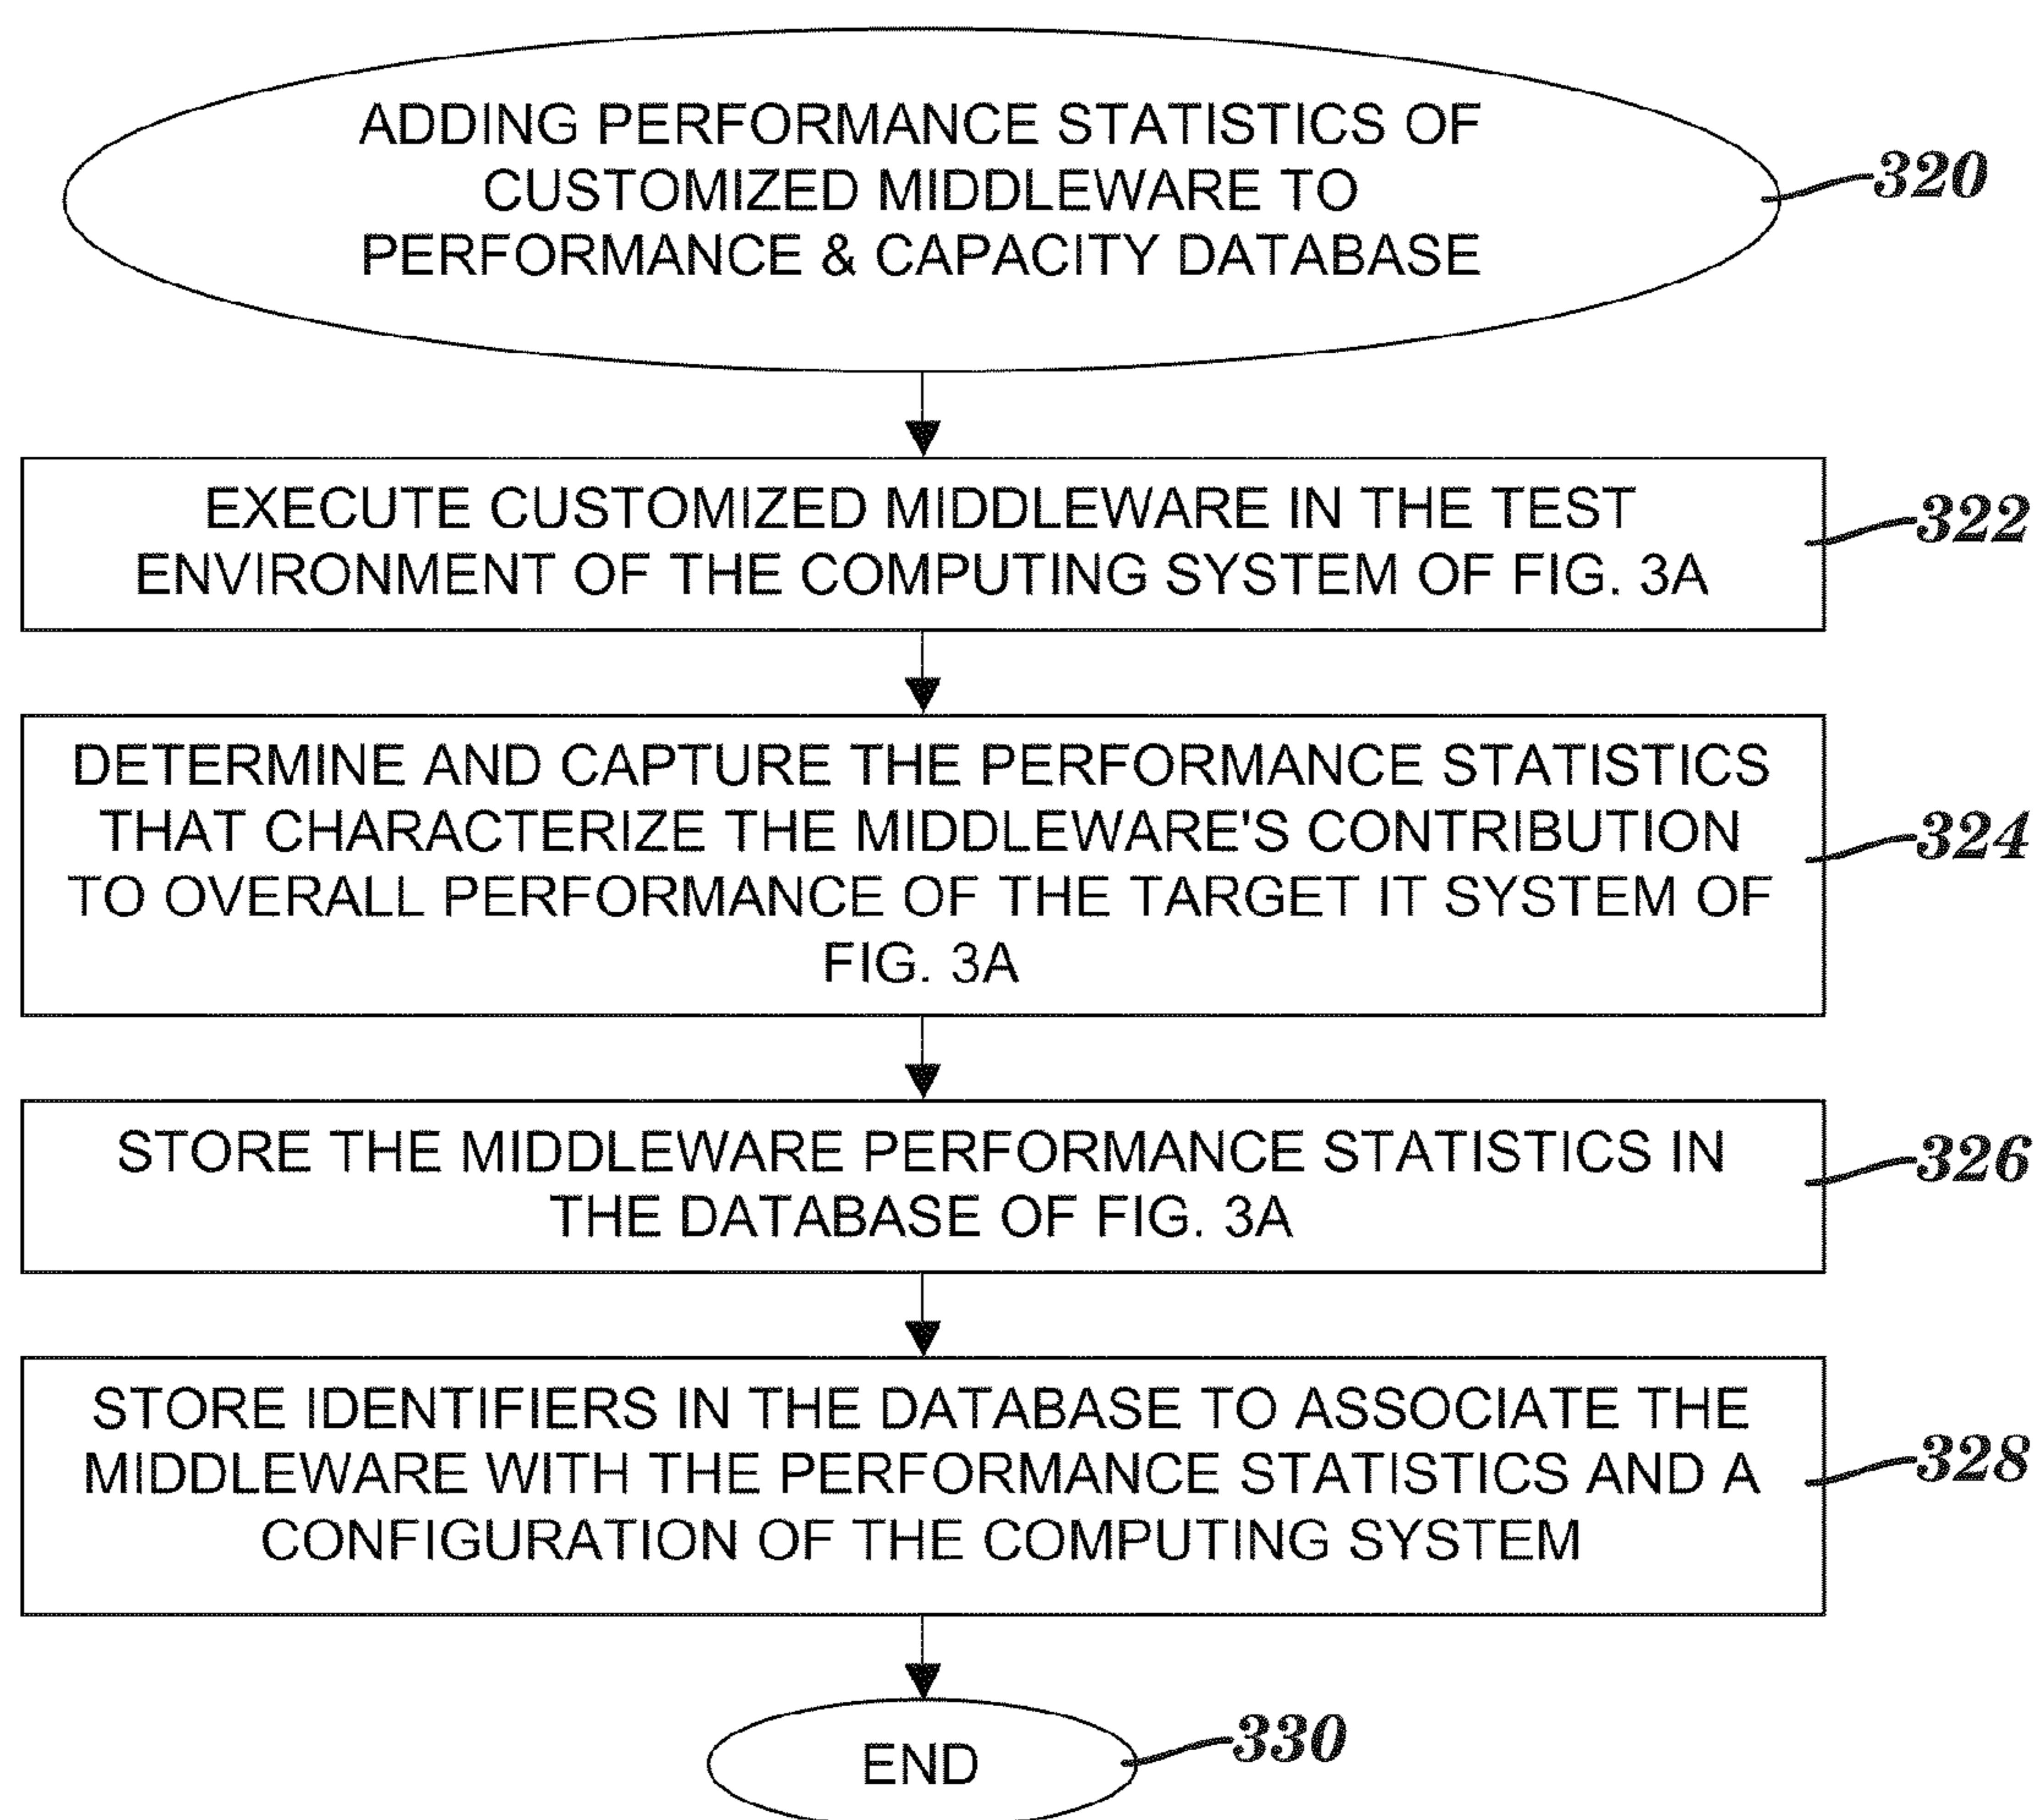 ADDING PERFORMANCE STATISTICS OF
CUSTOMIZED MIDDLEWARE TO
PERFORMANCE & CAPACITY DATABASE
320
EXECUTE CUSTOMIZED MIDDLEWARE IN THE TEST
ENVIRONMENT OF THE COMPUTING SYSTEM OF FIG. 3A
322
DETERMINE AND CAPTURE THE PERFORMANCE STATISTICS
THAT CHARACTERIZE THE MIDDLEWARE'S CONTRIBUTION
TO OVERALL PERFORMANCE OF THE TARGET IT SYSTEM OF
FIG. 3A
324
STORE THE MIDDLEWARE PERFORMANCE STATISTICS IN
THE DATABASE OF FIG. 3A
326
STORE IDENTIFIERS IN THE DATABASE TO ASSOCIATE THE
MIDDLEWARE WITH THE PERFORMANCE STATISTICS AND A
CONFIGURATION OF THE COMPUTING SYSTEM
328
END
330